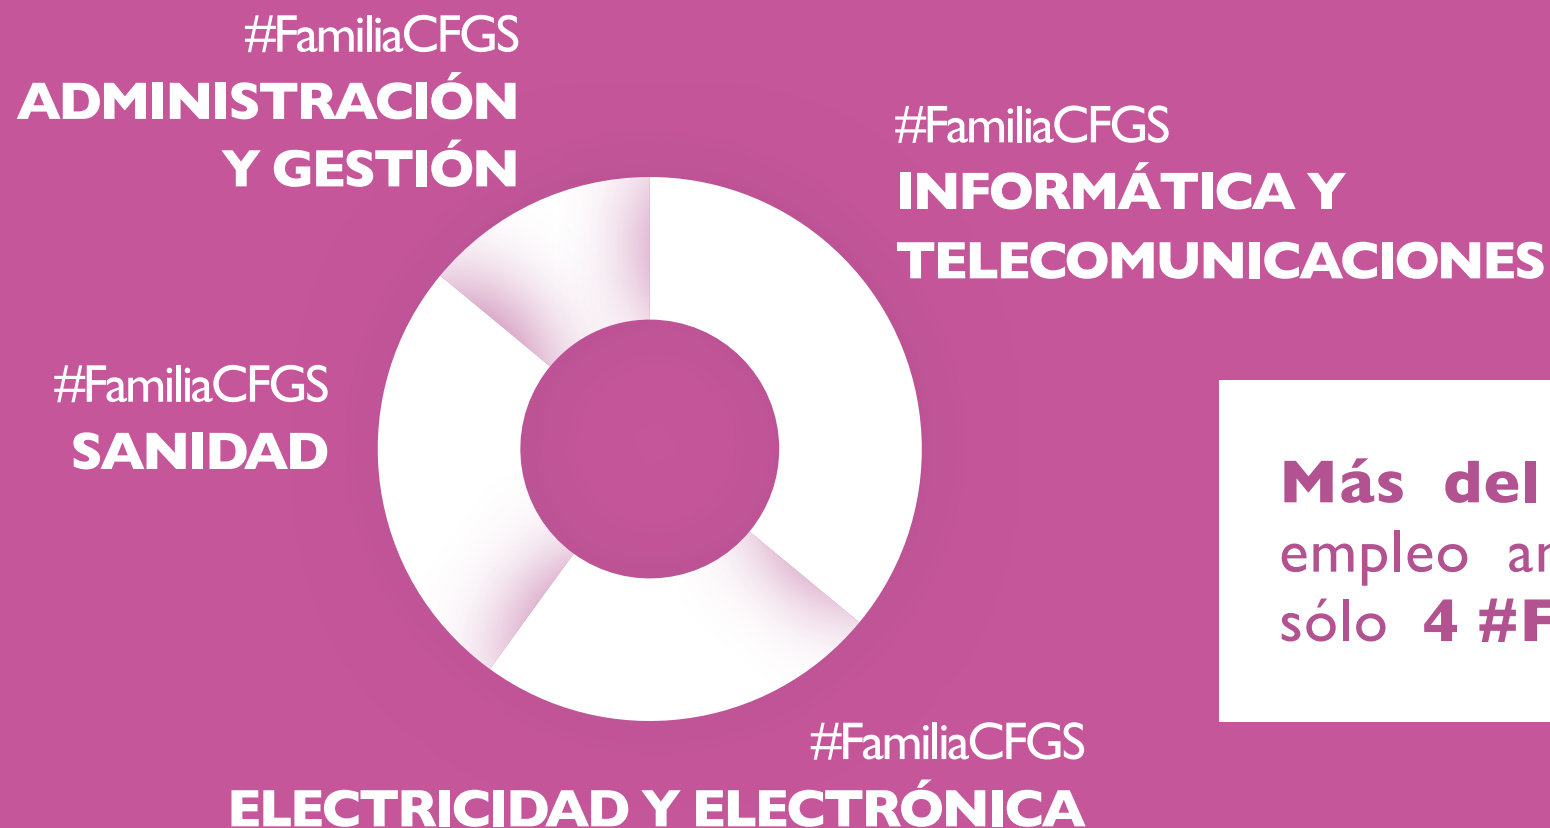 #FamiliaCFGS
ADMINISTRACIÓN
Y GESTIÓN
#FamiliaCFGS
INFORMÁTICA Y
TELECOMUNICACIONES
#FamiliaCFGS
SANIDAD
Más del
empleo
sólo 4
#FamiliaCFGS
ELECTRICIDAD Y ELECTRÓNICA